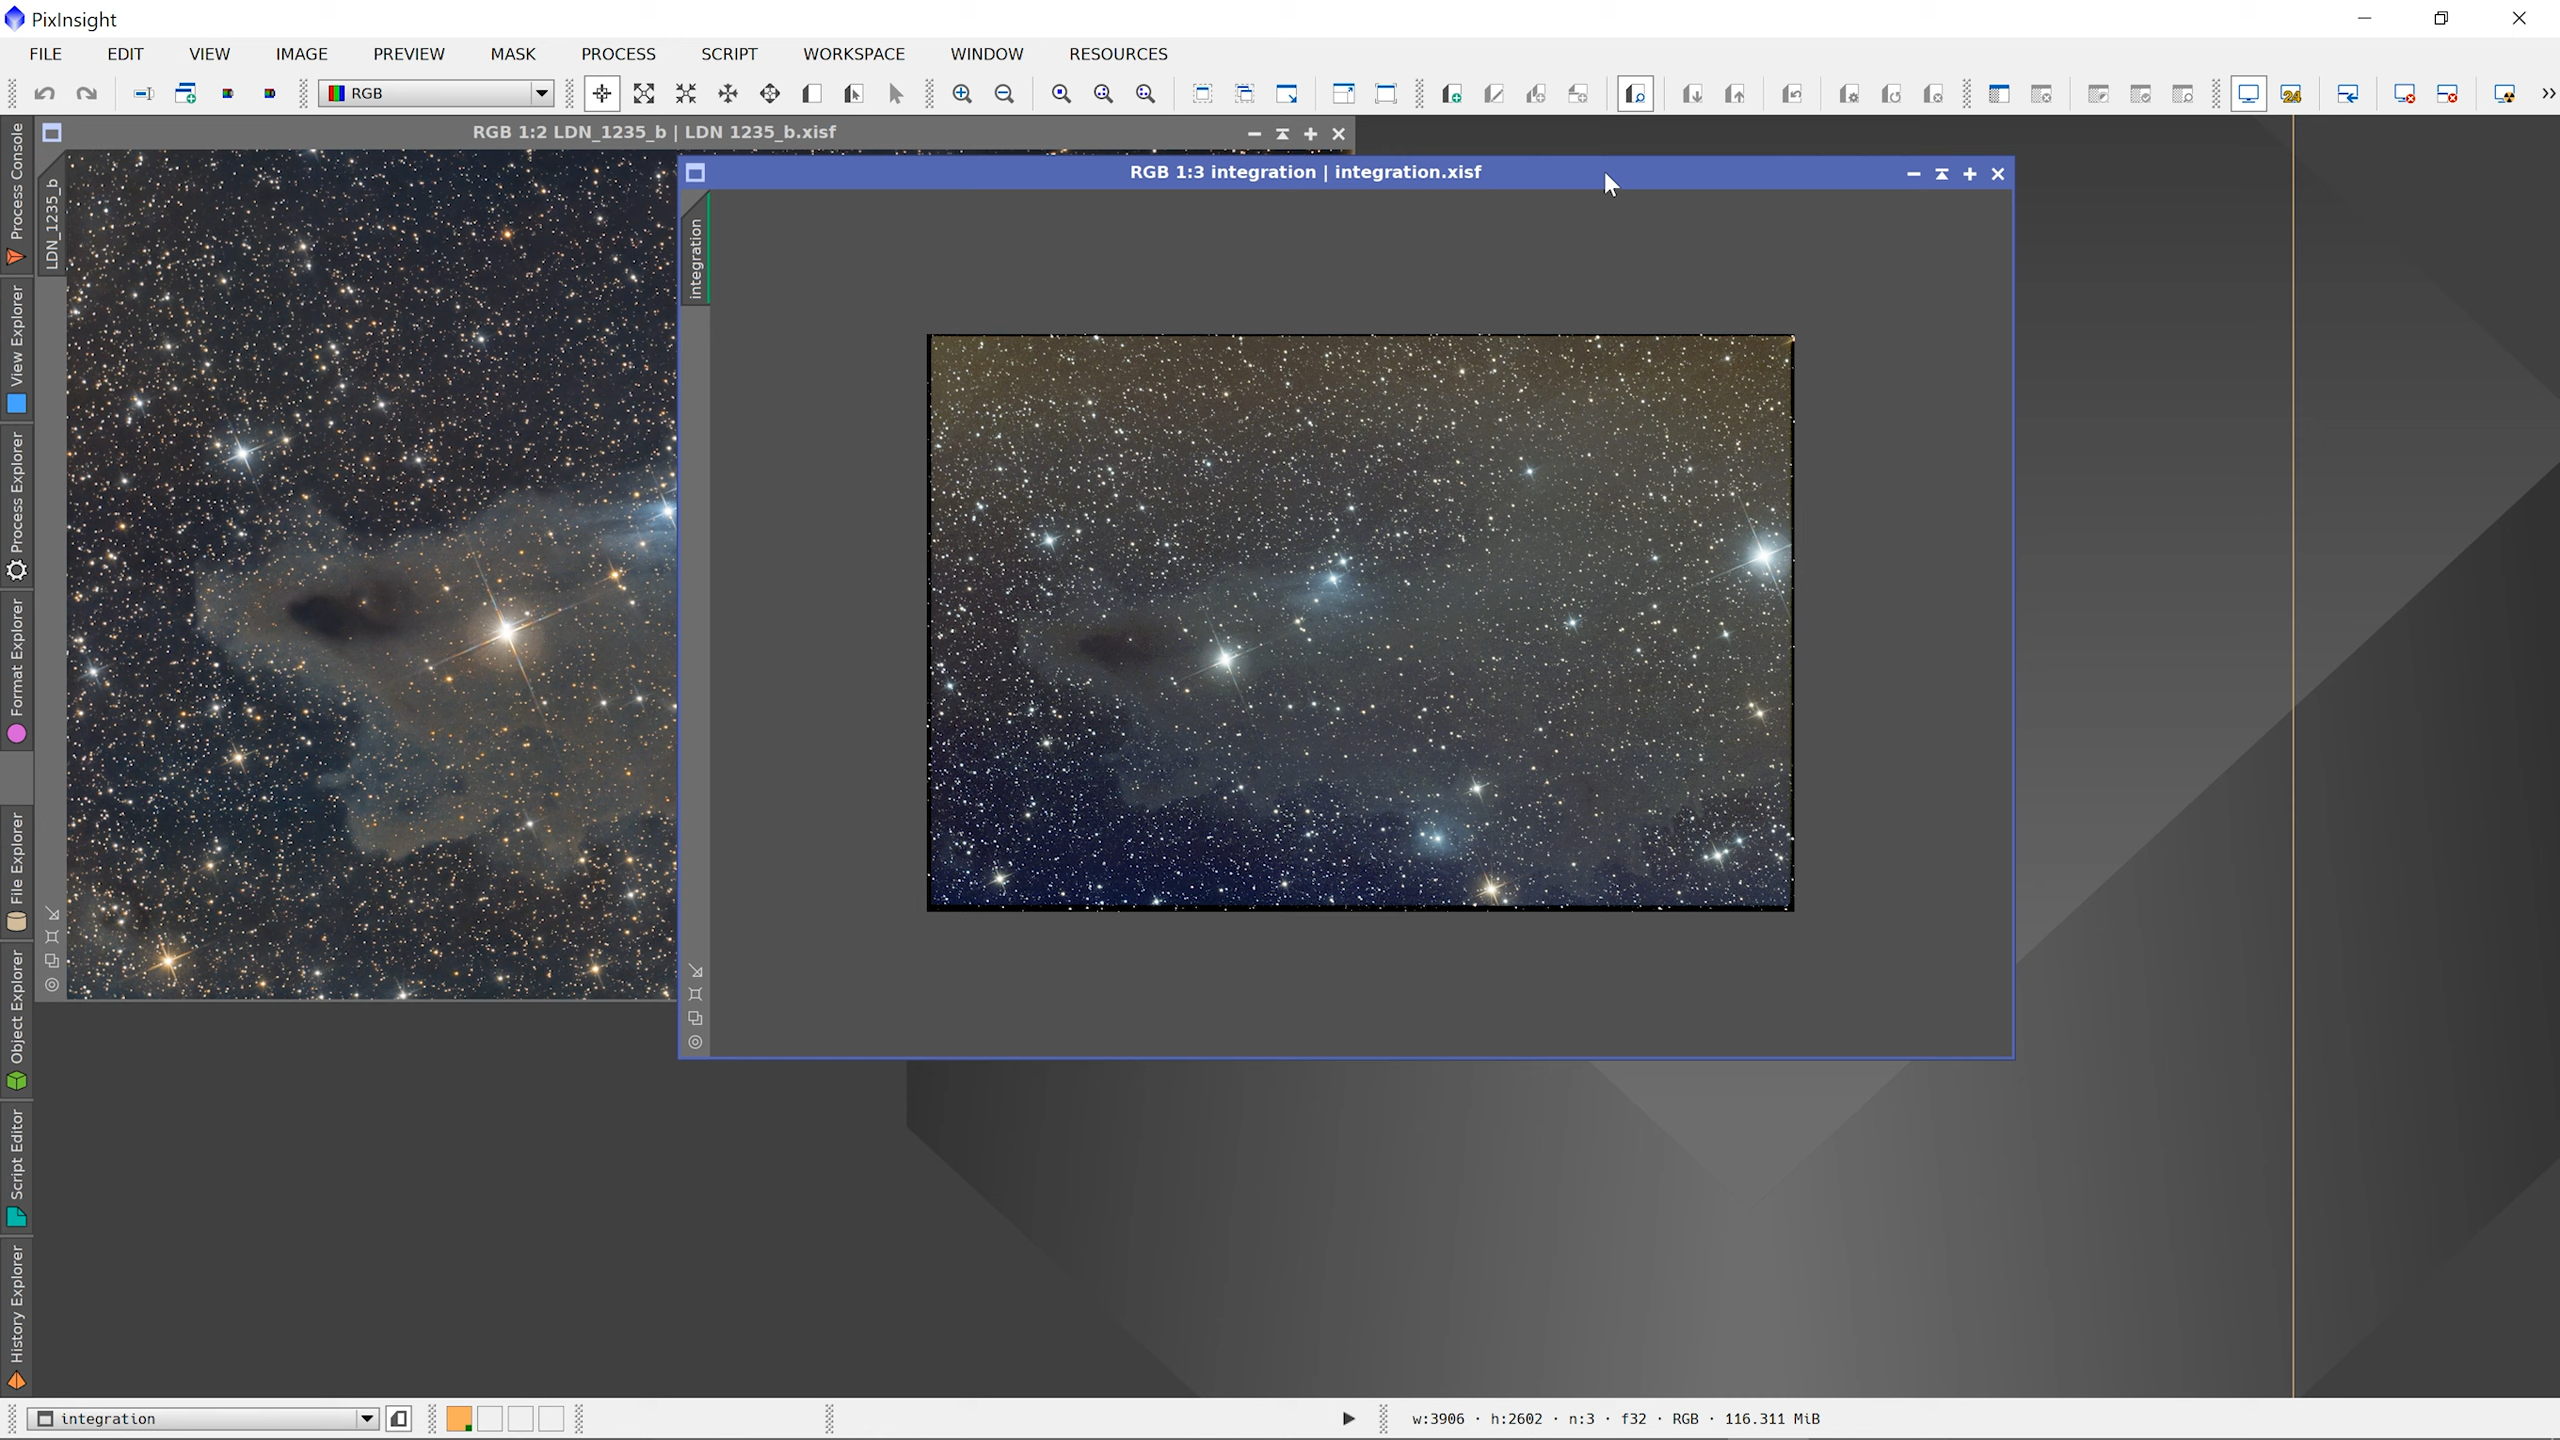 PixInsight
FILE EDIT VIEW IMAGE PREVIEW MASK PROCESS SCRIPT WORKSPACE WINDOW RESOURCES
RGB
24
RGB 1:2 LDN_1235_b | LDN 1235_b.xisf
RGB 1:3 integration | integration.xisf
Process Console
View Explorer
Process Explorer
Format Explorer
File Explorer
Object Explorer
Script Editor
History Explorer
LDN_1235_b
integration
integration
w:3906 · h:2602 · n:3 · f32 · RGB · 116.311 MiB